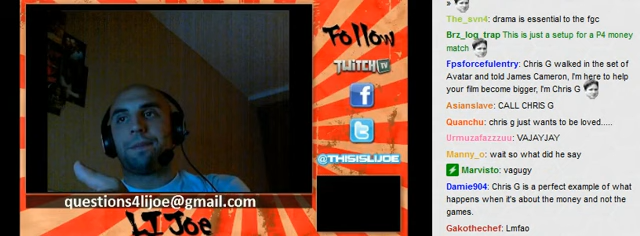 Follow
TWITCH TV
f
t
@THISISLIJOE
questions4lijoe@gmail.com
LI Joe
»
The_svn4: drama is essential to the fgc
Brz_log_trap This is just a setup for a P4 money
match
Fpsforcefulentry: Chris G walked in the set of
Avatar and told James Cameron, I'm here to help
your film become bigger, I'm Chris G
Asianslave: CALL CHRIS G
Quanchu: chris g just wants to be loved.....
Urmuzafazzzuu: VAJAYJAY
Manny_o: wait so what did he say
Marvisto: vagugy
Damie904: Chris G is a perfect example of what
happens when it's about the money and not the
games.
Gakothechef: Lmfao